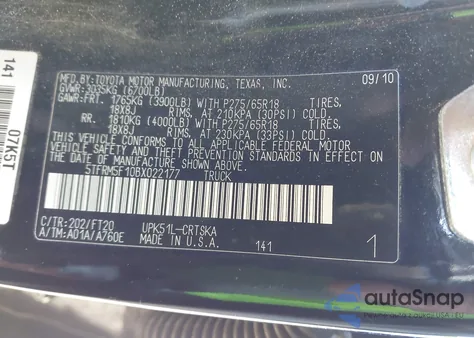 MFD.BY:TOYOTA MOTOR MANUFACTURING, TEXAS, INC.
09/10
GVWR: 3035KG (6700LB)
GAWR:FRT. 1765KG (3900LB) WITH P275/65R18 TIRES,
18X8J RIMS, AT 210KPA (30PSI) COLD.
RR. 1810KG (4000LB) WITH P275/65R18 TIRES,
18X8J RIMS, AT 230KPA (33PSI) COLD.
THIS VEHICLE CONFORMS TO ALL APPLICABLE FEDERAL MOTOR
VEHICLE SAFETY STANDARDS IN EFFECT ON THE DATE OF
MANUFACTURE SHOWN ABOVE.
5TFRM5F10BX022177 TRUCK
C/TR:202/FT20 UPK51L-CRTSKA
A/TM:A01A/A760E MADE IN U.S.A. 141 1
141
07K5T
autoSnap